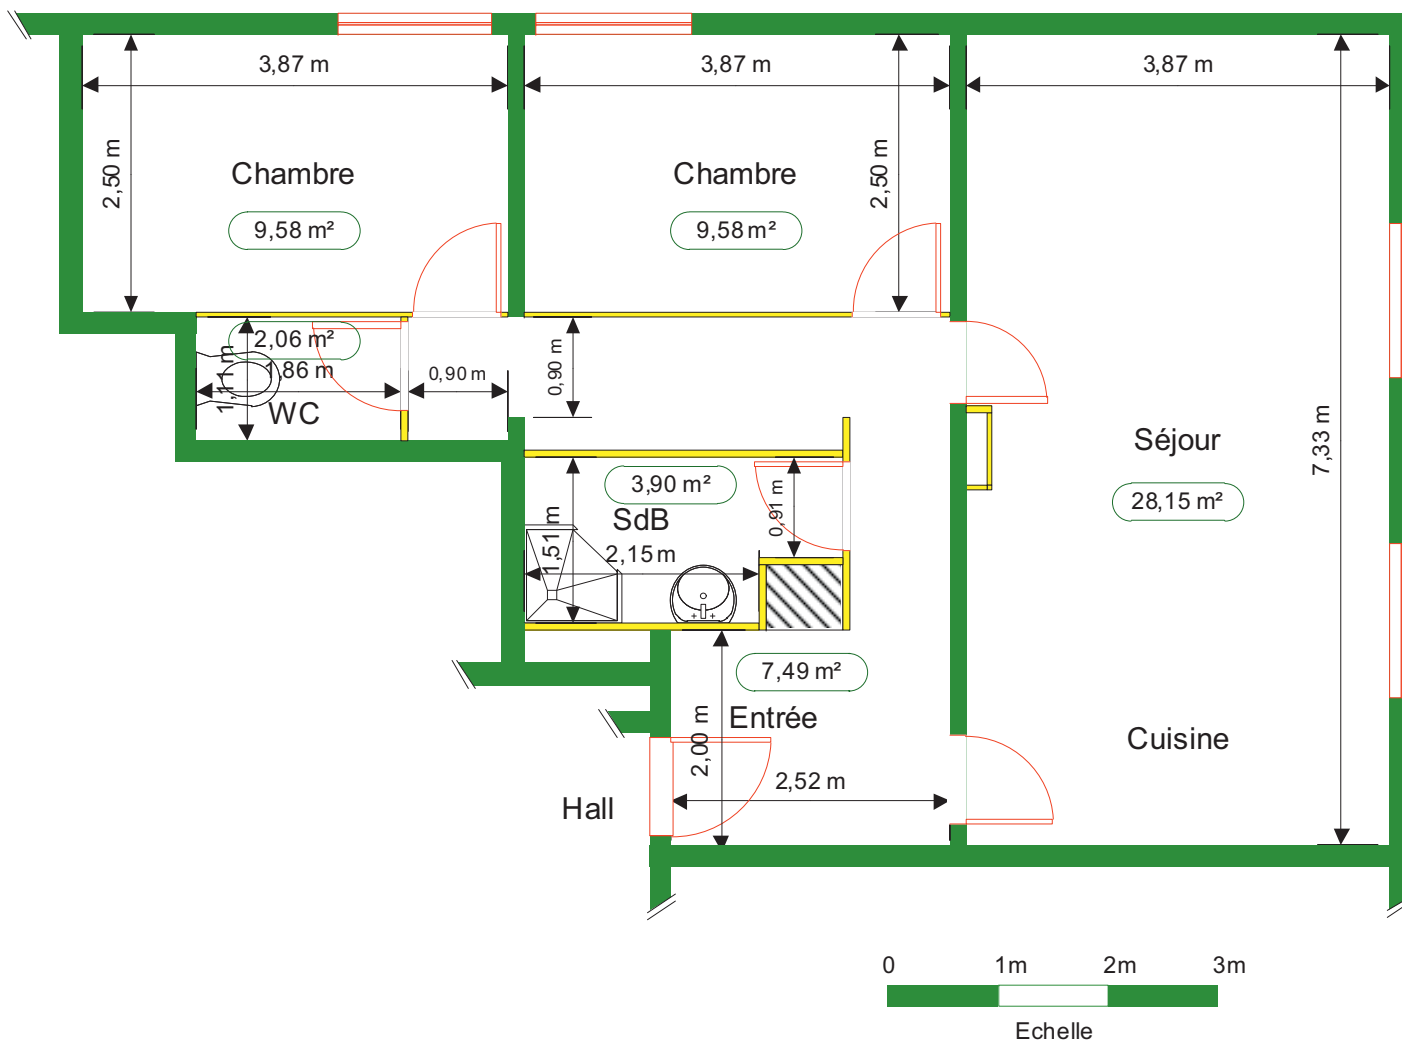 3,87 m
3,87 m
3,87 m
2,50 m
Chambre
9,58 m²
Chambre
9,58 m²
2,50 m
2,06 m²
1,86 m
1,11 m
WC
0,90 m
0,90 m
3,90 m²
SdB
1,51 m
2,15 m
0,91 m
Séjour
28,15 m²
7,33 m
7,49 m²
Entrée
2,00 m
2,52 m
Cuisine
Hall
0 1m 2m 3m
Echelle